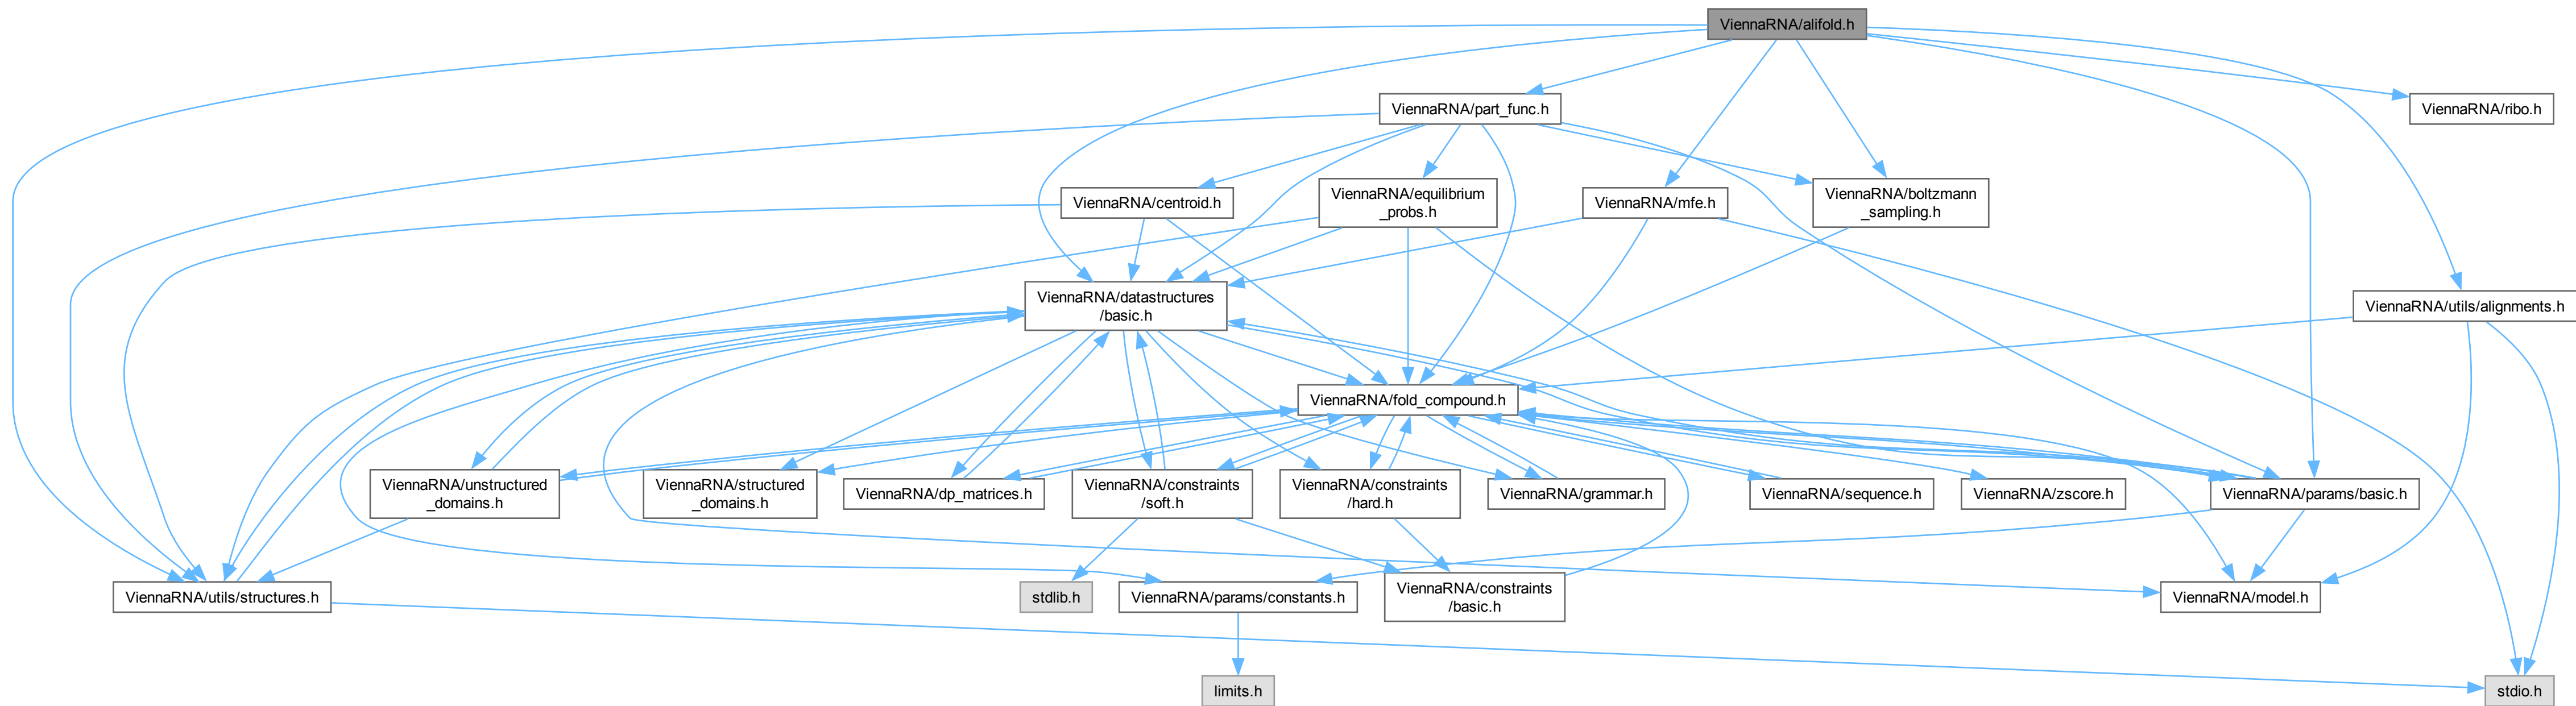 ViennaRNA/alifold.h
ViennaRNA/part_func.h
ViennaRNA/ribo.h
ViennaRNA/centroid.h
ViennaRNA/equilibrium
_probs.h
ViennaRNA/mfe.h
ViennaRNA/boltzmann
_sampling.h
ViennaRNA/datastructures
/basic.h
ViennaRNA/utils/alignments.h
ViennaRNA/fold_compound.h
ViennaRNA/unstructured
_domains.h
ViennaRNA/structured
_domains.h
ViennaRNA/dp_matrices.h
ViennaRNA/constraints
/soft.h
ViennaRNA/constraints
/hard.h
ViennaRNA/grammar.h
ViennaRNA/sequence.h
ViennaRNA/zscore.h
ViennaRNA/params/basic.h
ViennaRNA/utils/structures.h
stdlib.h
ViennaRNA/params/constants.h
ViennaRNA/constraints
/basic.h
ViennaRNA/model.h
limits.h
stdio.h